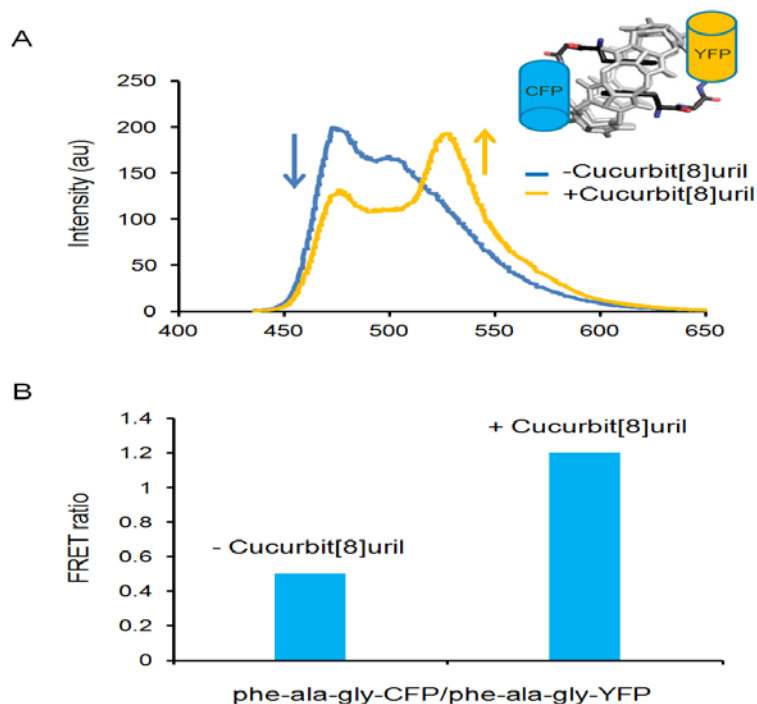 A
YFP
CFP
-Cucurbit[8]uril
+Cucurbit[8]uril
Intensity (au)
250
200
150
100
50
0
400 450 500 550 600 650
B
FRET ratio
1.4
1.2
1
0.8
0.6
0.4
0.2
0
+ Cucurbit[8]uril
- Cucurbit[8]uril
phe-ala-gly-CFP/phe-ala-gly-YFP